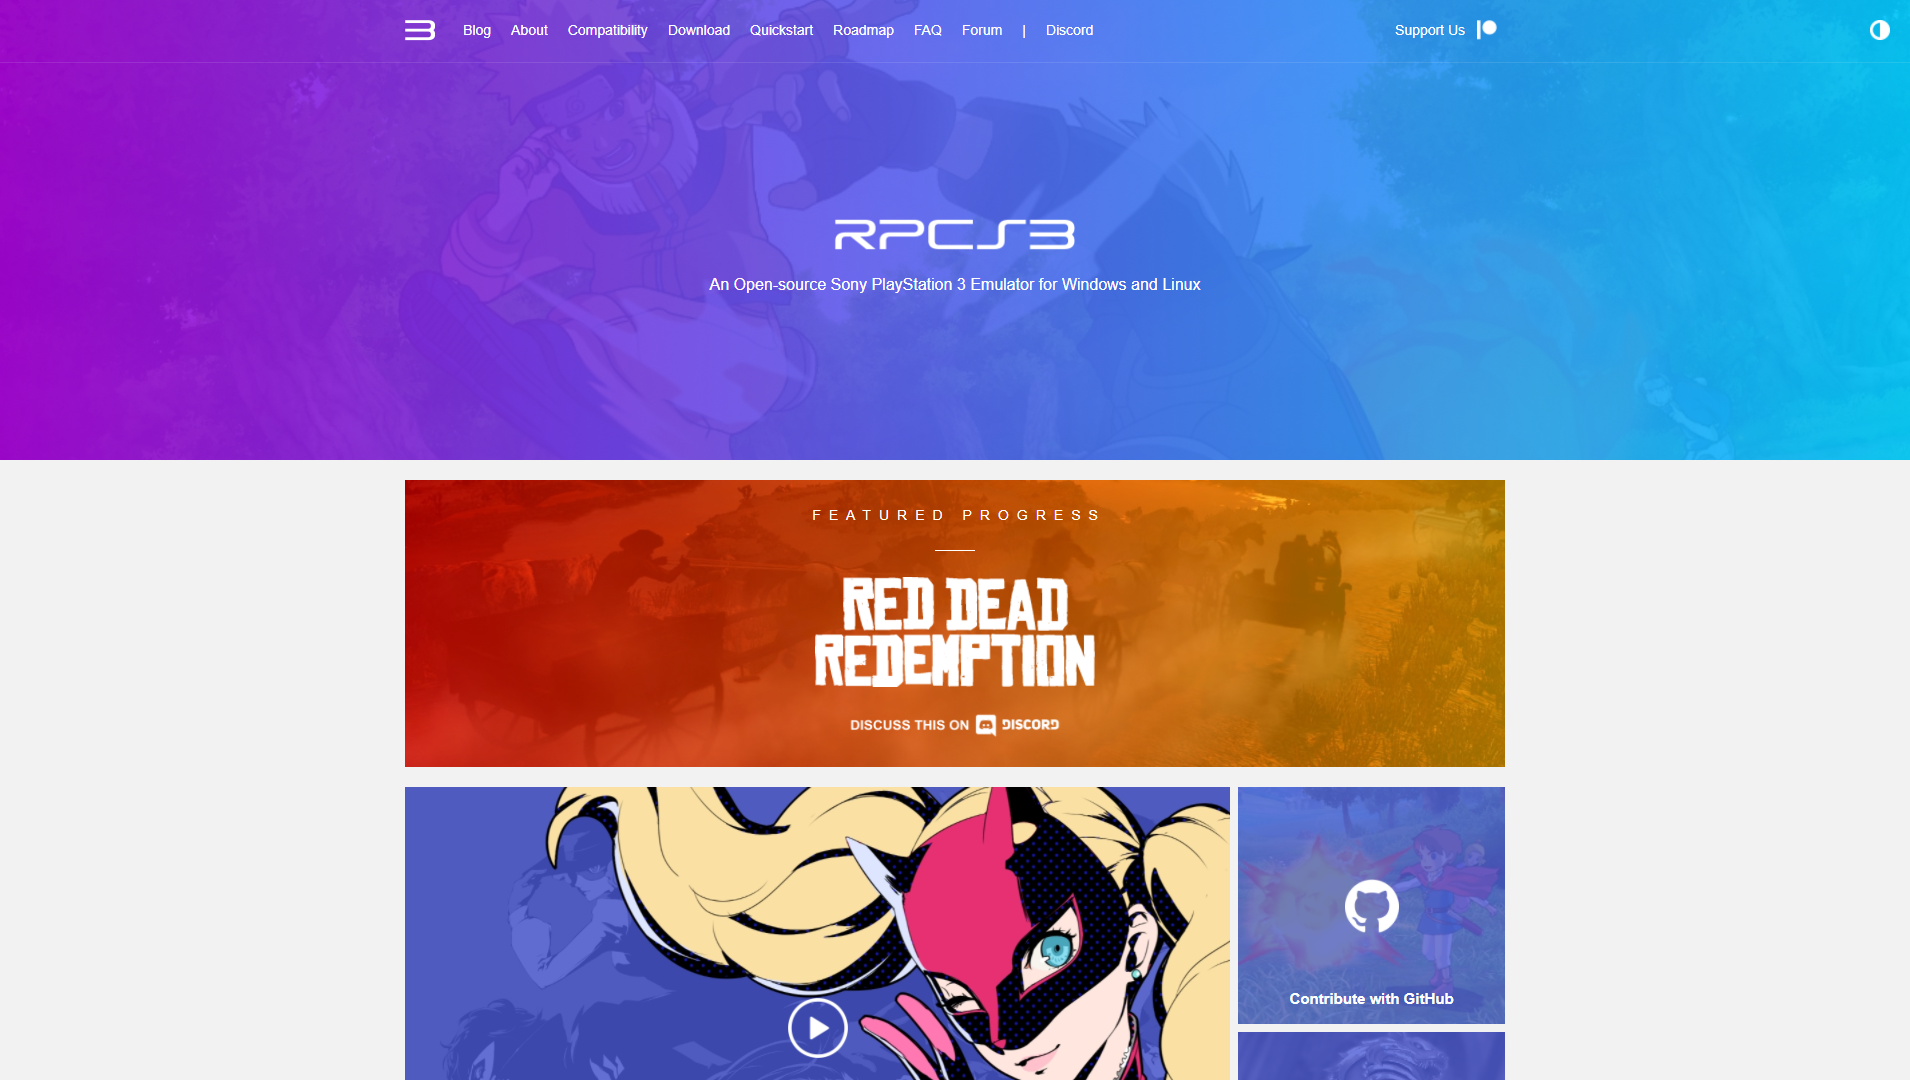 Blog About Compatibility Download Quickstart Roadmap FAQ Forum | Discord Support Us
RPCS3
An Open-source Sony PlayStation 3 Emulator for Windows and Linux
FEATURED PROGRESS
RED DEAD
REDEMPTION
DISCUSS THIS ON DISCORD
Contribute with GitHub